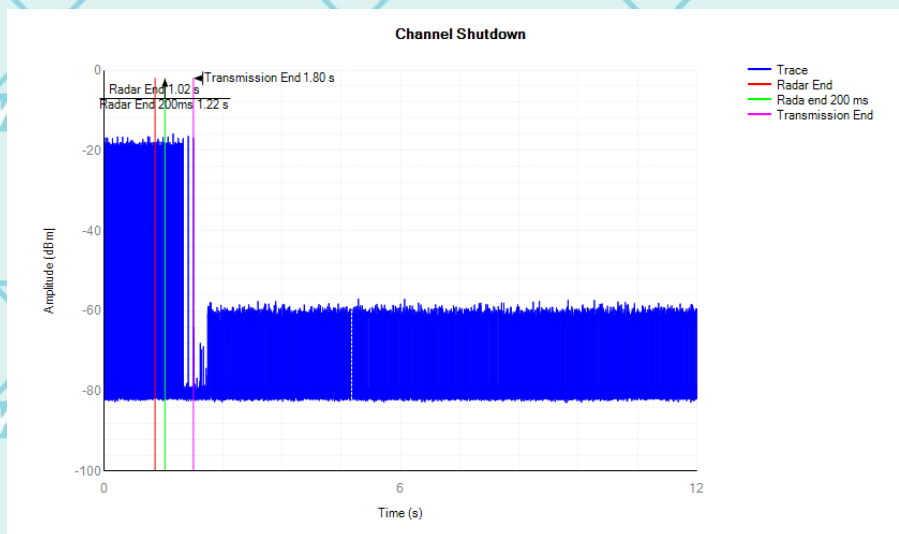 Channel Shutdown
0
Transmission End 1.80 s
Radar End 1.02 s
Radar End 200ms 1.22 s
-20
-40
-60
-80
-100
Amplitude [dBm]
0
6
12
Time (s)
Trace
Radar End
Rada end 200 ms
Transmission End